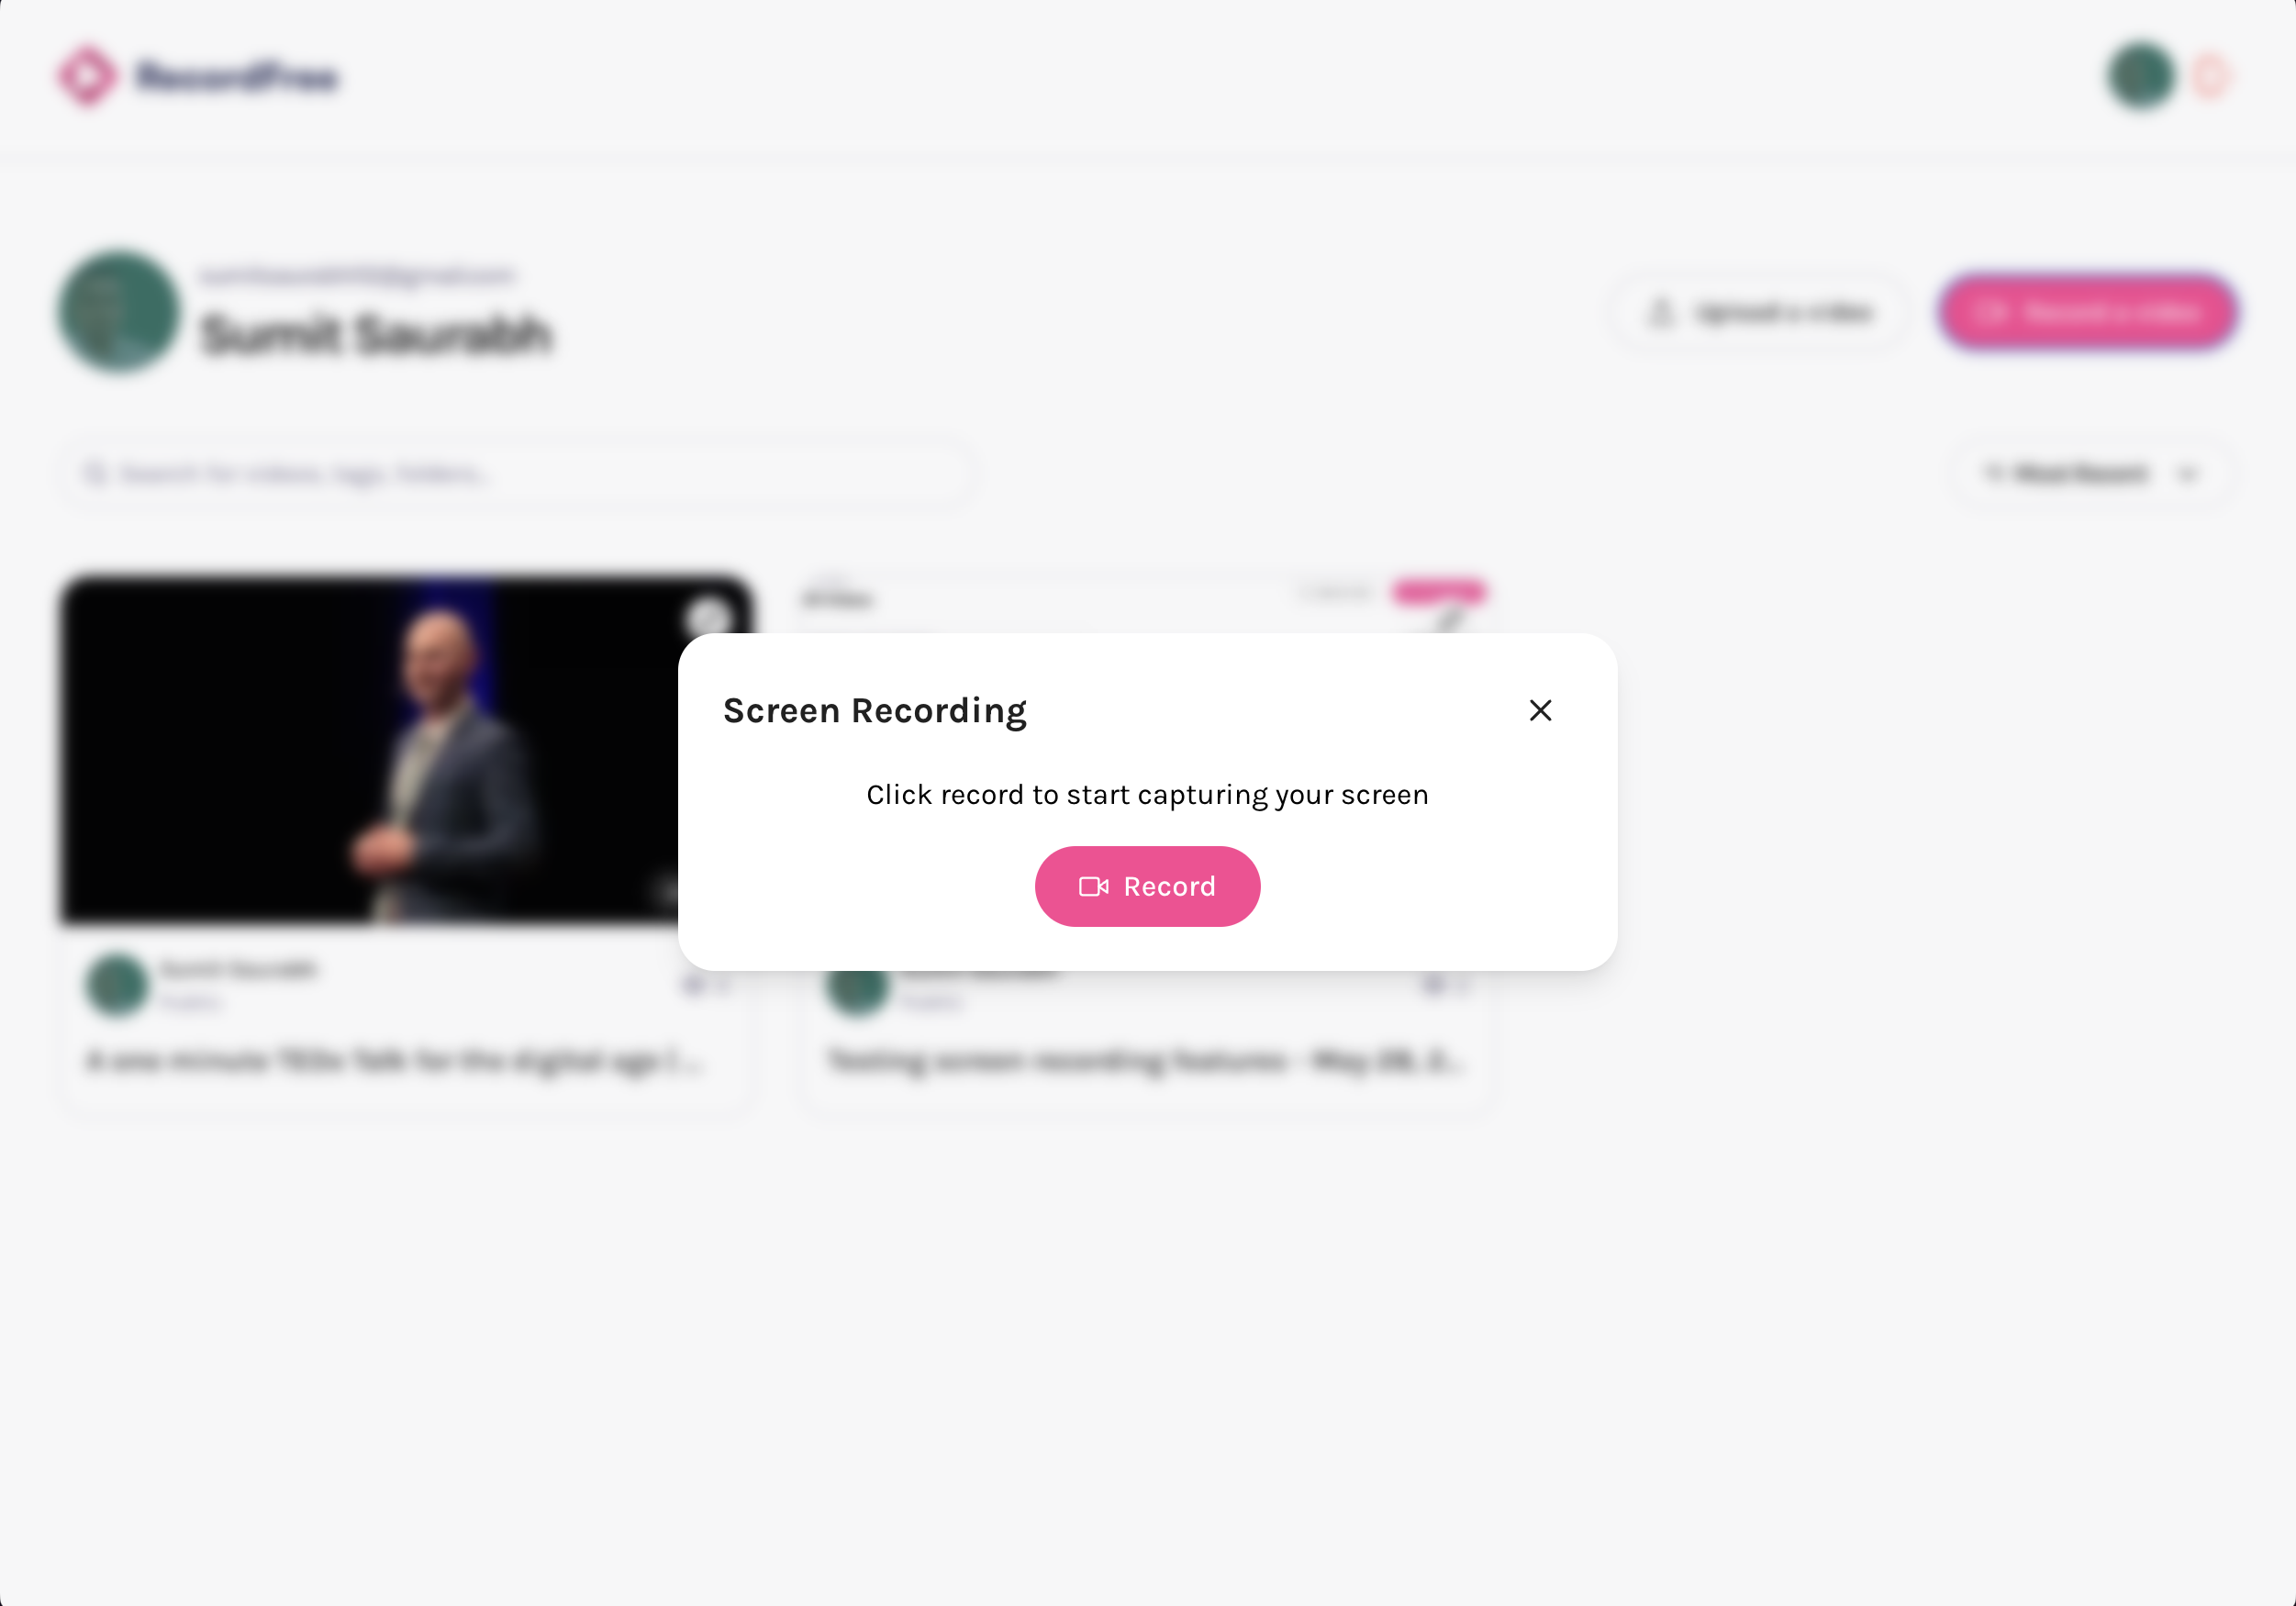 RecordFree
Sumit Saurabh
Upload a video
Record a video
Search for videos, tags, folders...
Most Recent
Screen Recording
Click record to start capturing your screen
Record
Sumit Saurabh
A one minute TEDx Talk for the digital age | ...
Testing screen recording features - May 28, 2...